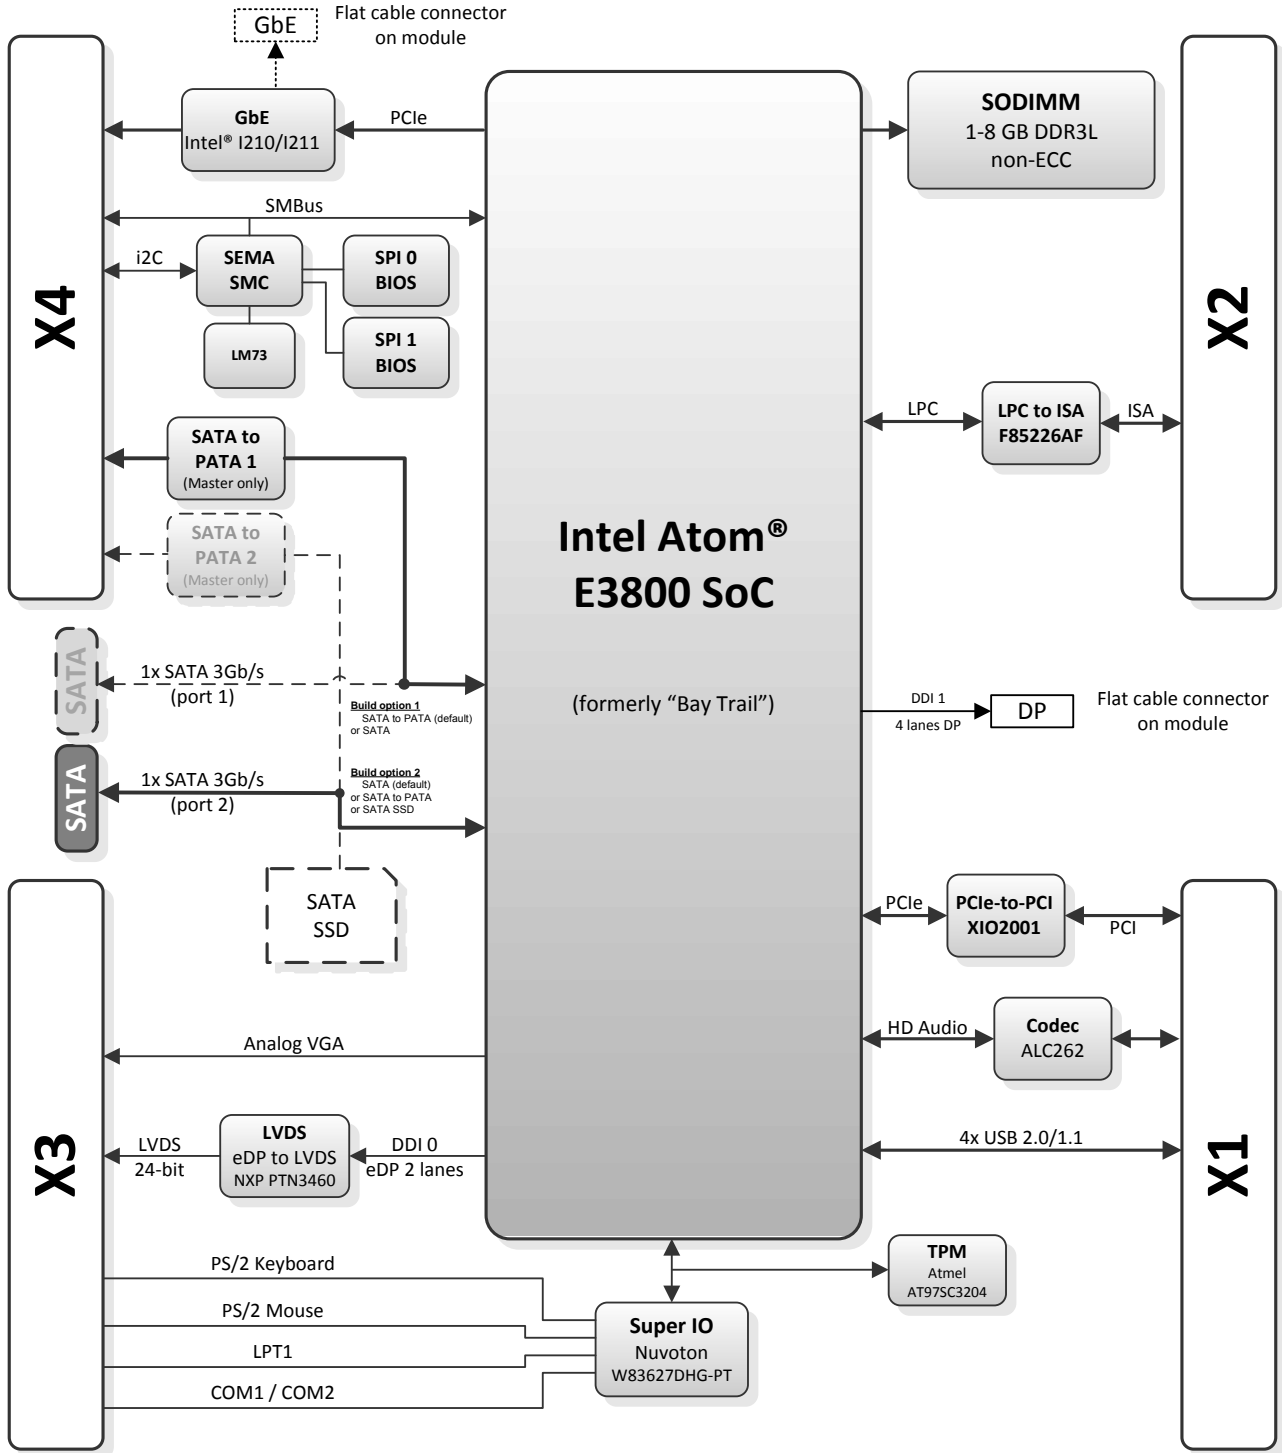 GbE
Flat cable connector
on module
GbE
Intel® I210/I211
PCIe
SODIMM
1-8 GB DDR3L
non-ECC
SMBus
i2C
SEMA
SMC
SPI 0
BIOS
SPI 1
BIOS
LM73
X4
X2
LPC
LPC to ISA
F85226AF
ISA
SATA to
PATA 1
(Master only)
SATA to
PATA 2
(Master only)
Intel Atom®
E3800 SoC
(formerly “Bay Trail”)
SATA
1x SATA 3Gb/s
(port 1)
Build option 1
SATA to PATA (default)
or SATA
DDI 1
4 lanes DP
DP
Flat cable connector
on module
SATA
1x SATA 3Gb/s
(port 2)
Build option 2
SATA (default)
or SATA to PATA
or SATA SSD
SATA
SSD
PCIe
PCIe-to-PCI
XIO2001
PCI
HD Audio
Codec
ALC262
Analog VGA
X3
X1
LVDS
24-bit
LVDS
eDP to LVDS
NXP PTN3460
DDI 0
eDP 2 lanes
4x USB 2.0/1.1
TPM
Atmel
AT97SC3204
PS/2 Keyboard
PS/2 Mouse
LPT1
COM1 / COM2
Super IO
Nuvoton
W83627DHG-PT